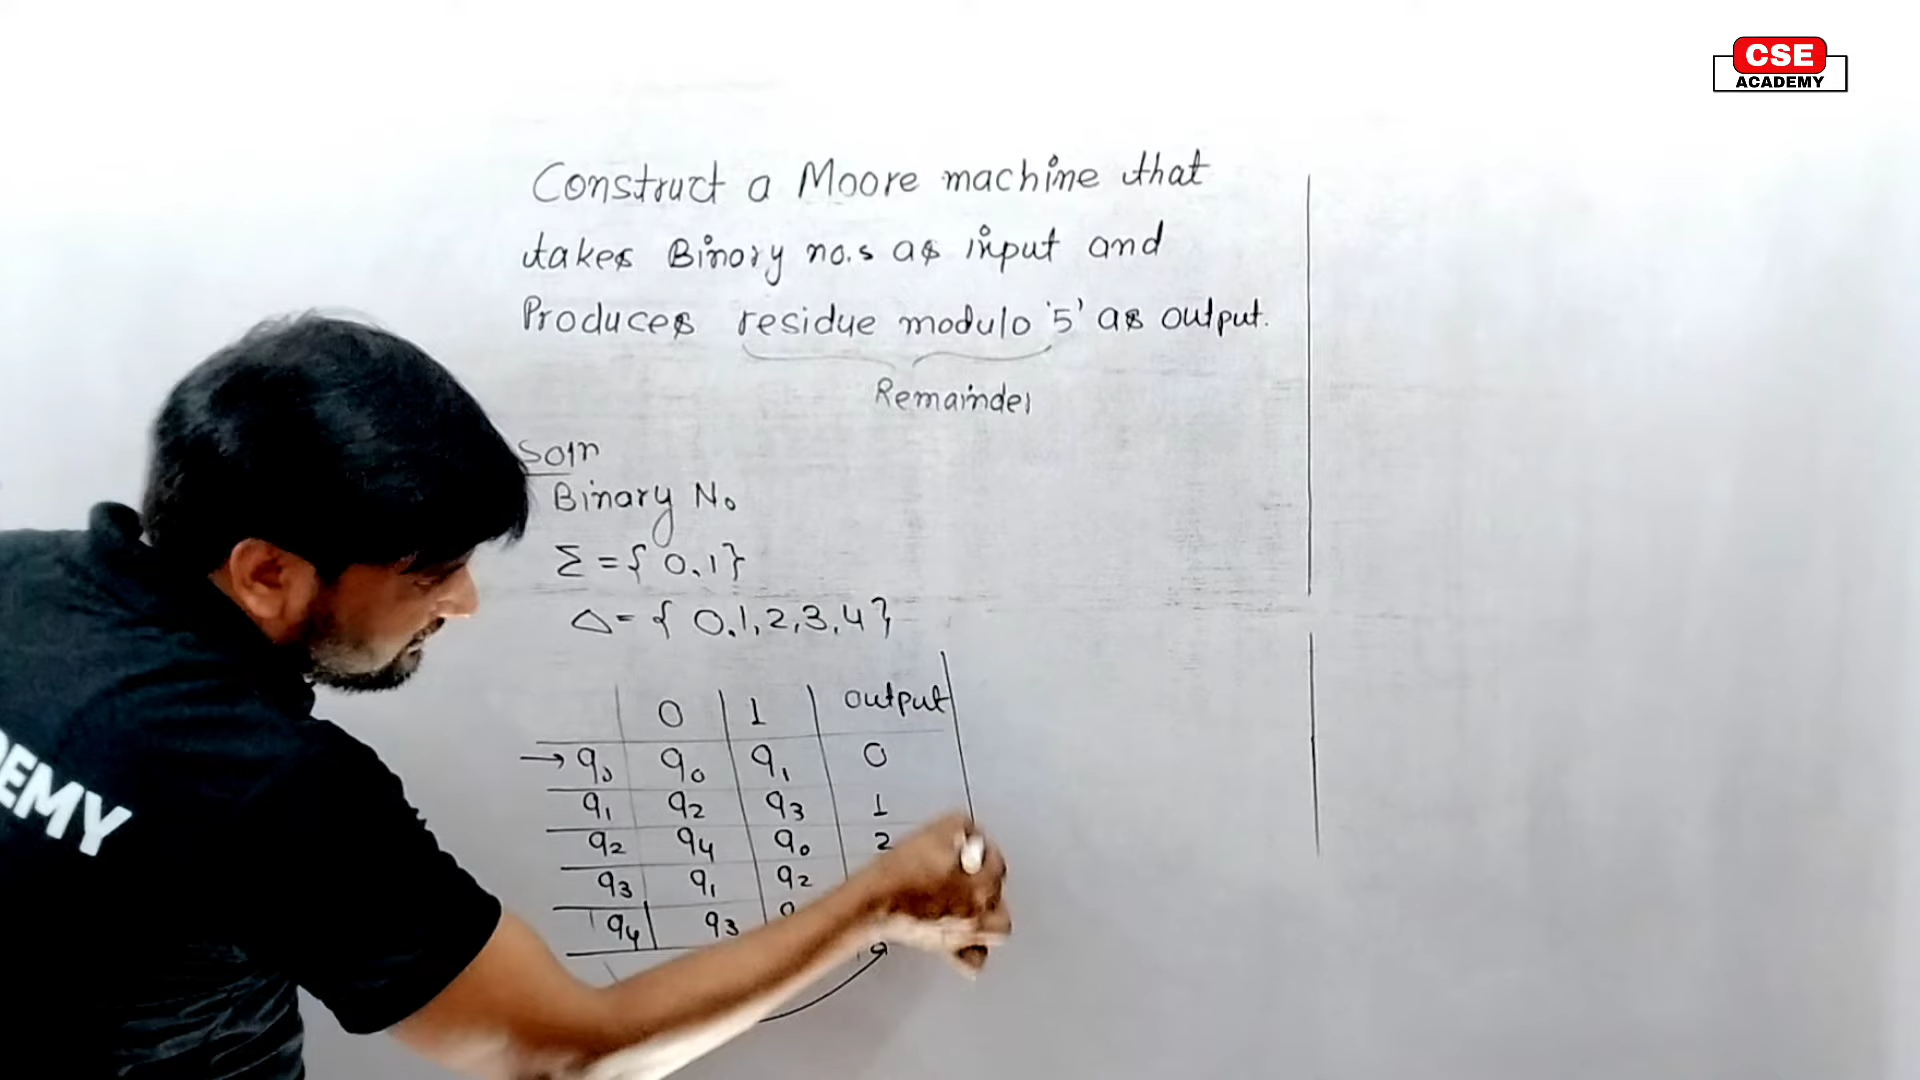 CSE
ACADEMY
Construct a Moore machine that
takes Binary no.s as input and
Produces residue modulo '5' as output.
Remainder
Soln
Binary No
Σ = { 0.1 }
Δ = { 0.1, 2, 3, 4 }
0 1 output
→ q0 q0 q1 0
q1 q2 q3 1
q2 q4 q0 2
q3 q1 q2
q4 q3
EMY